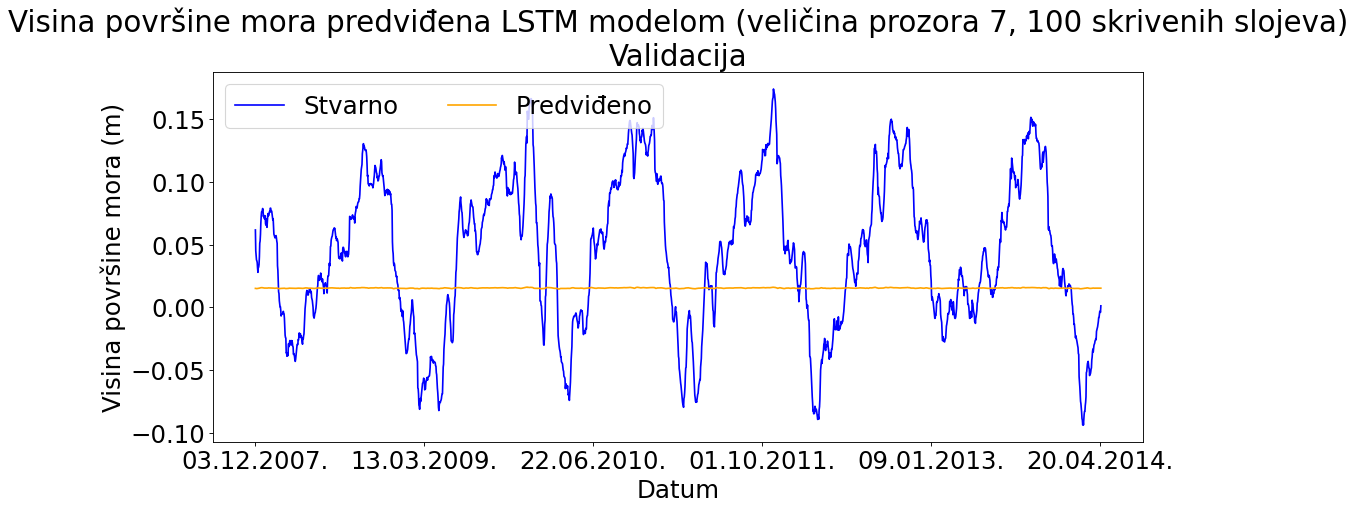 Visina površine mora predviđena LSTM modelom (veličina prozora 7, 100 skrivenih slojeva)
Validacija
Stvarno Predviđeno
Visina površine mora (m)
0.15
0.10
0.05
0.00
−0.05
−0.10
03.12.2007. 13.03.2009. 22.06.2010. 01.10.2011. 09.01.2013. 20.04.2014.
Datum